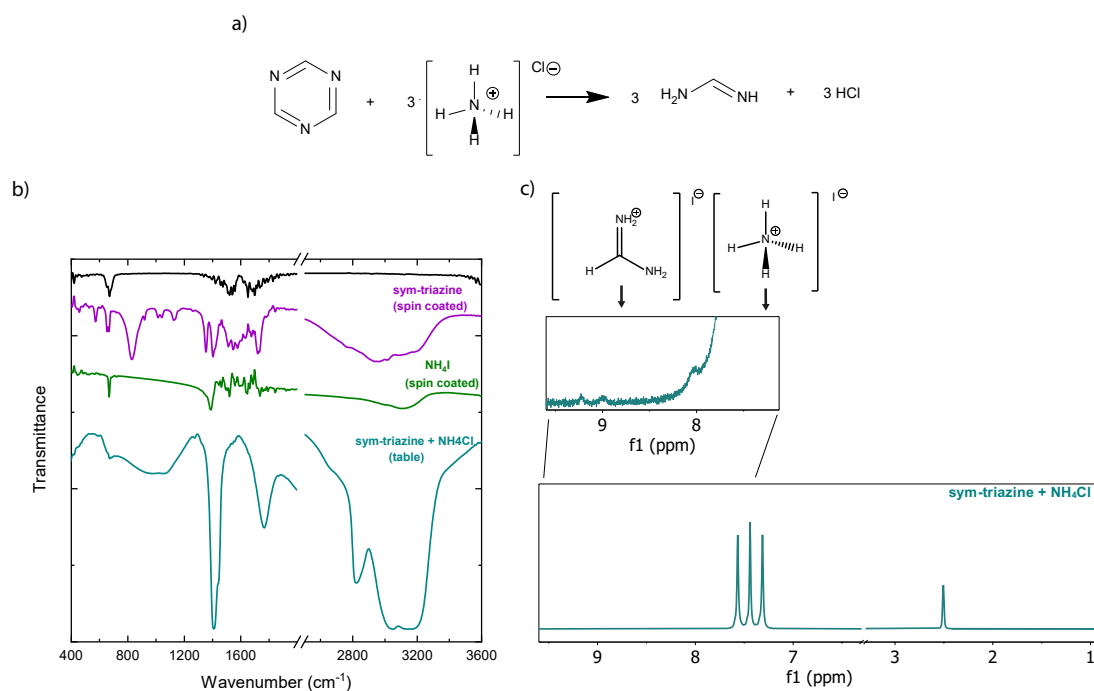 a)
N N N + 3 · [ H H N ⊕ H H ] Cl⊖ 3 H₂N NH + 3 HCl
b)
Transmittance
sym-triazine
(spin coated)
NH₄I
(spin coated)
sym-triazine + NH4Cl
(table)
400 800 1200 1600 2800 3200 3600
Wavenumber (cm⁻¹)
c)
NH₂⊕ H NH₂ I⊖
H H N⊕ H H I⊖
9 8
f1 (ppm)
sym-triazine + NH₄Cl
9 8 7 3 2 1
f1 (ppm)